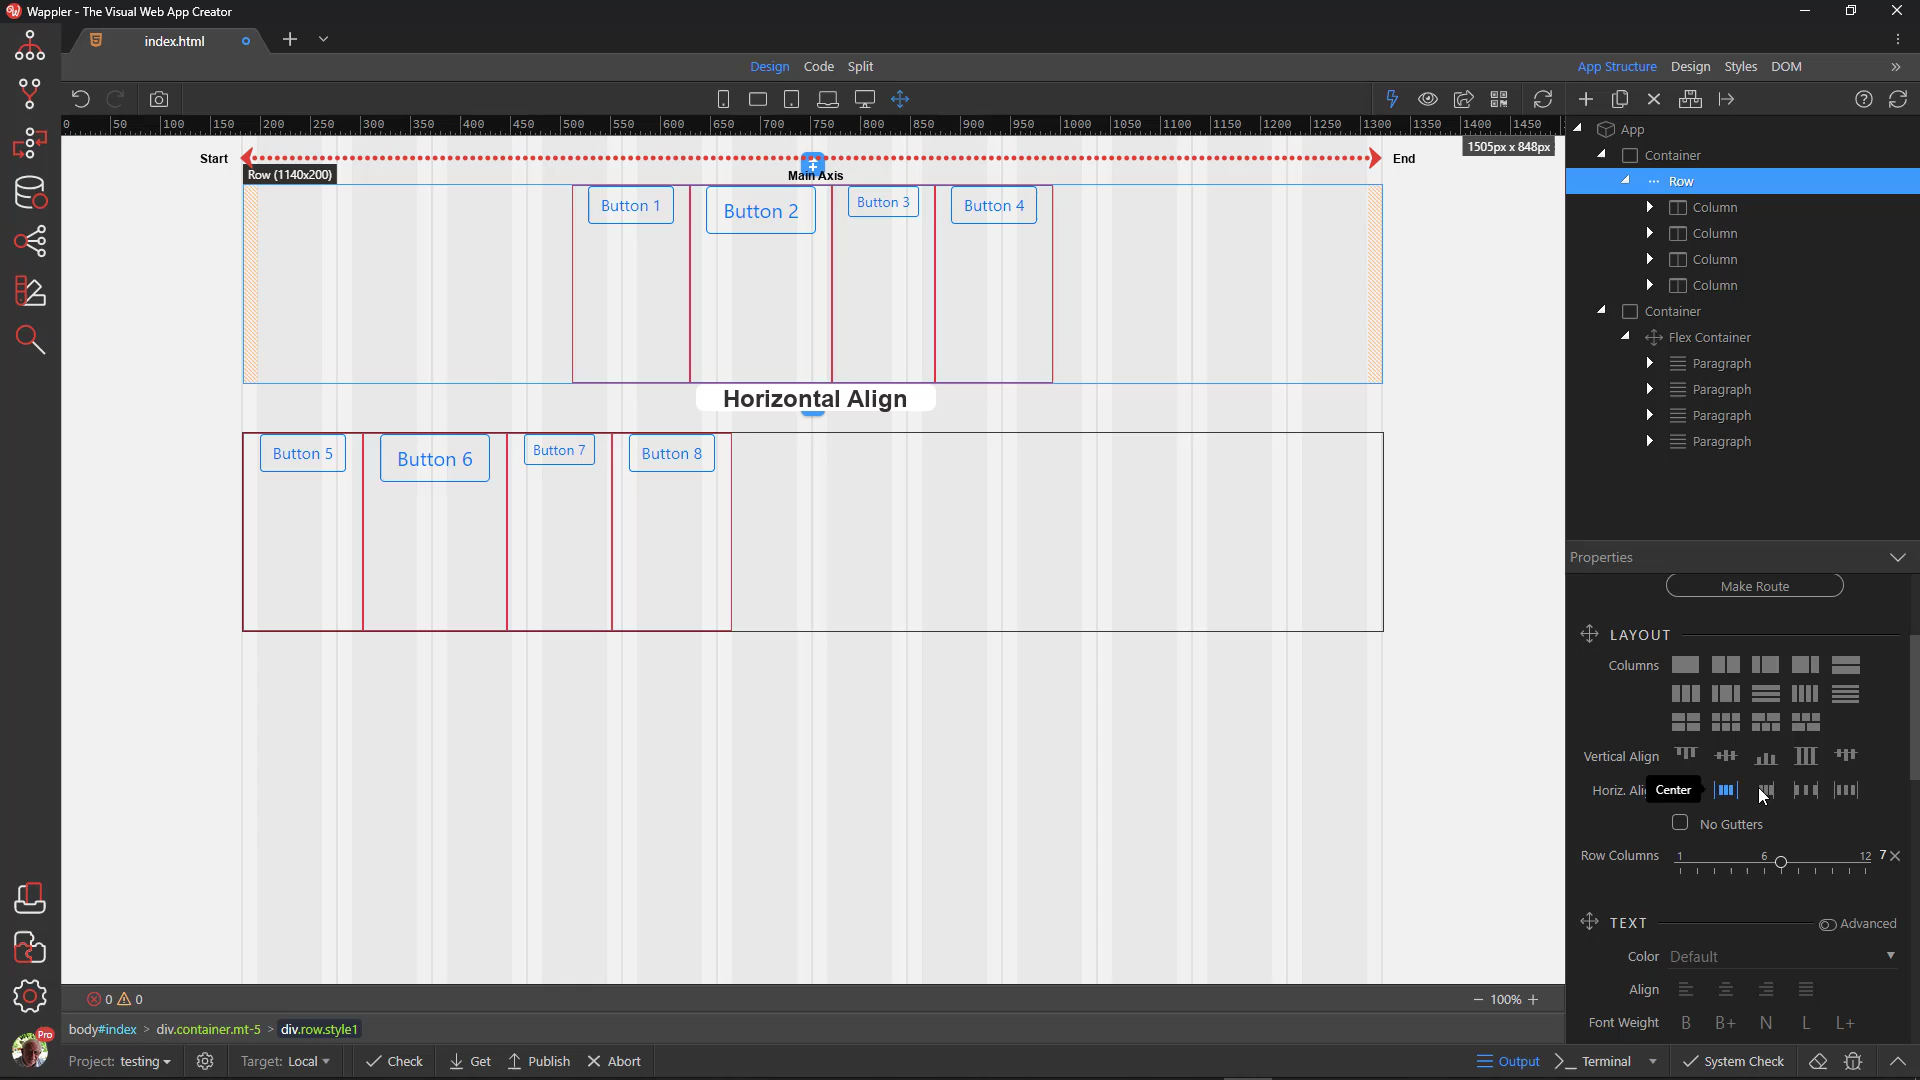 Wappler - The Visual Web App Creator
index.html
Design Code Split
App Structure Design Styles DOM
0 50 100 150 200 250 300 350 400 450 500 550 600 650 700 750 800 850 900 950 1000 1050 1100 1150 1200 1250 1300 1350 1400 1450
1505px x 848px
Start
End
Main Axis
Row (1140x200)
Button 1
Button 2
Button 3
Button 4
Horizontal Align
Button 5
Button 6
Button 7
Button 8
App
Container
Row
Column
Column
Column
Column
Container
Flex Container
Paragraph
Paragraph
Paragraph
Paragraph
Properties
Make Route
LAYOUT
Columns
Vertical Align
Horiz. Ali
Center
No Gutters
Row Columns 1 6 12 7
TEXT
Advanced
Color Default
Align
Font Weight B B+ N L L+
0 0
100%
body#index > div.container.mt-5 > div.row.style1
Pro
Project: testing
Target: Local
Check
Get
Publish
Abort
Output
Terminal
System Check